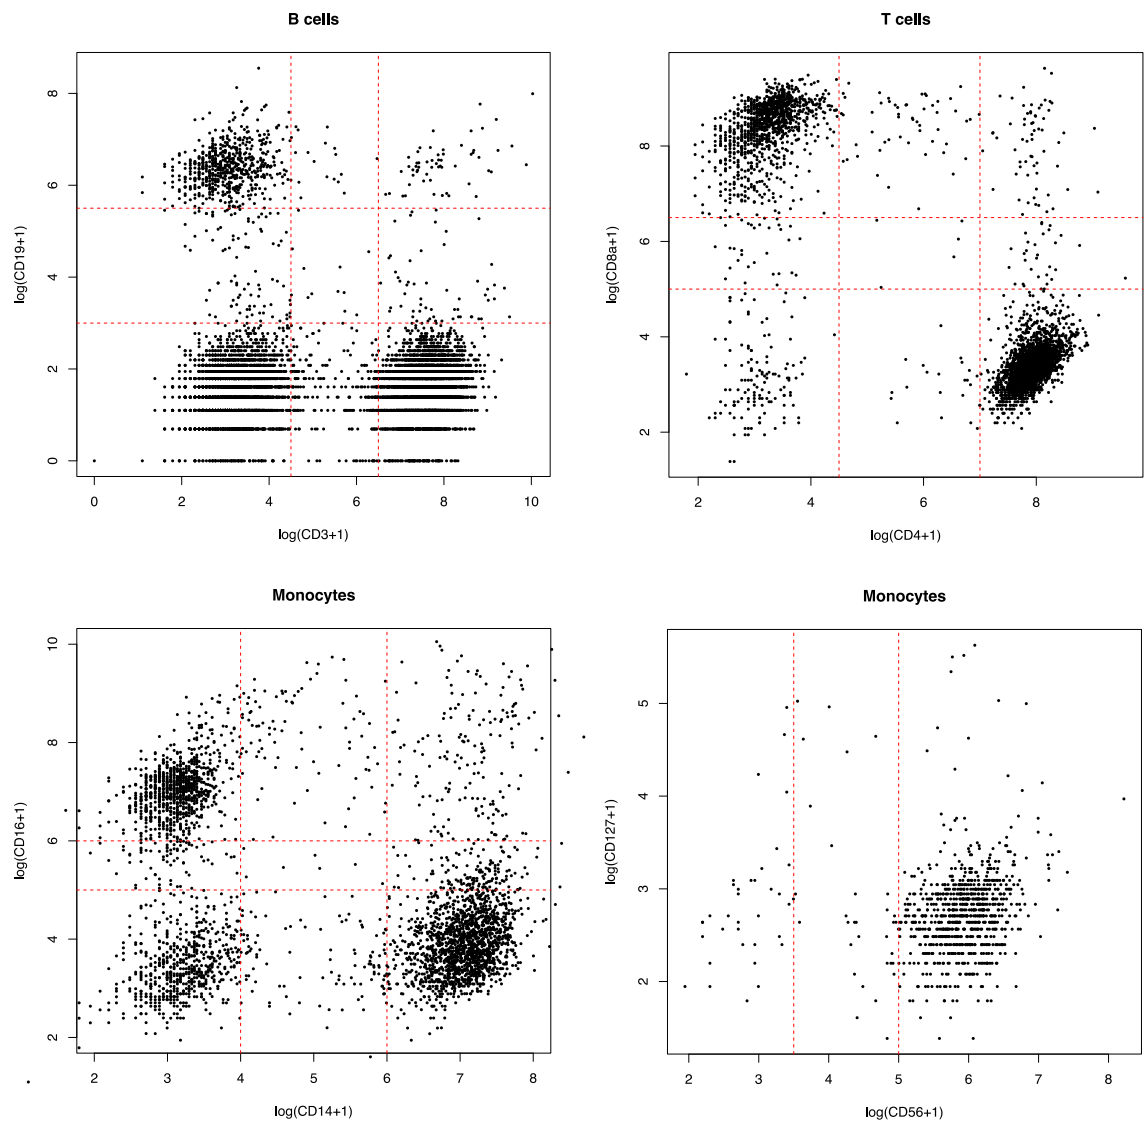 B cells
T cells
8
6
4
2
0
log(CD19+1)
0 2 4 6 8 10
log(CD3+1)
8
6
4
2
log(CD8a+1)
2 4 6 8
log(CD4+1)
Monocytes
Monocytes
10
8
6
4
2
log(CD16+1)
2 3 4 5 6 7 8
log(CD14+1)
5
4
3
2
log(CD127+1)
2 3 4 5 6 7 8
log(CD56+1)